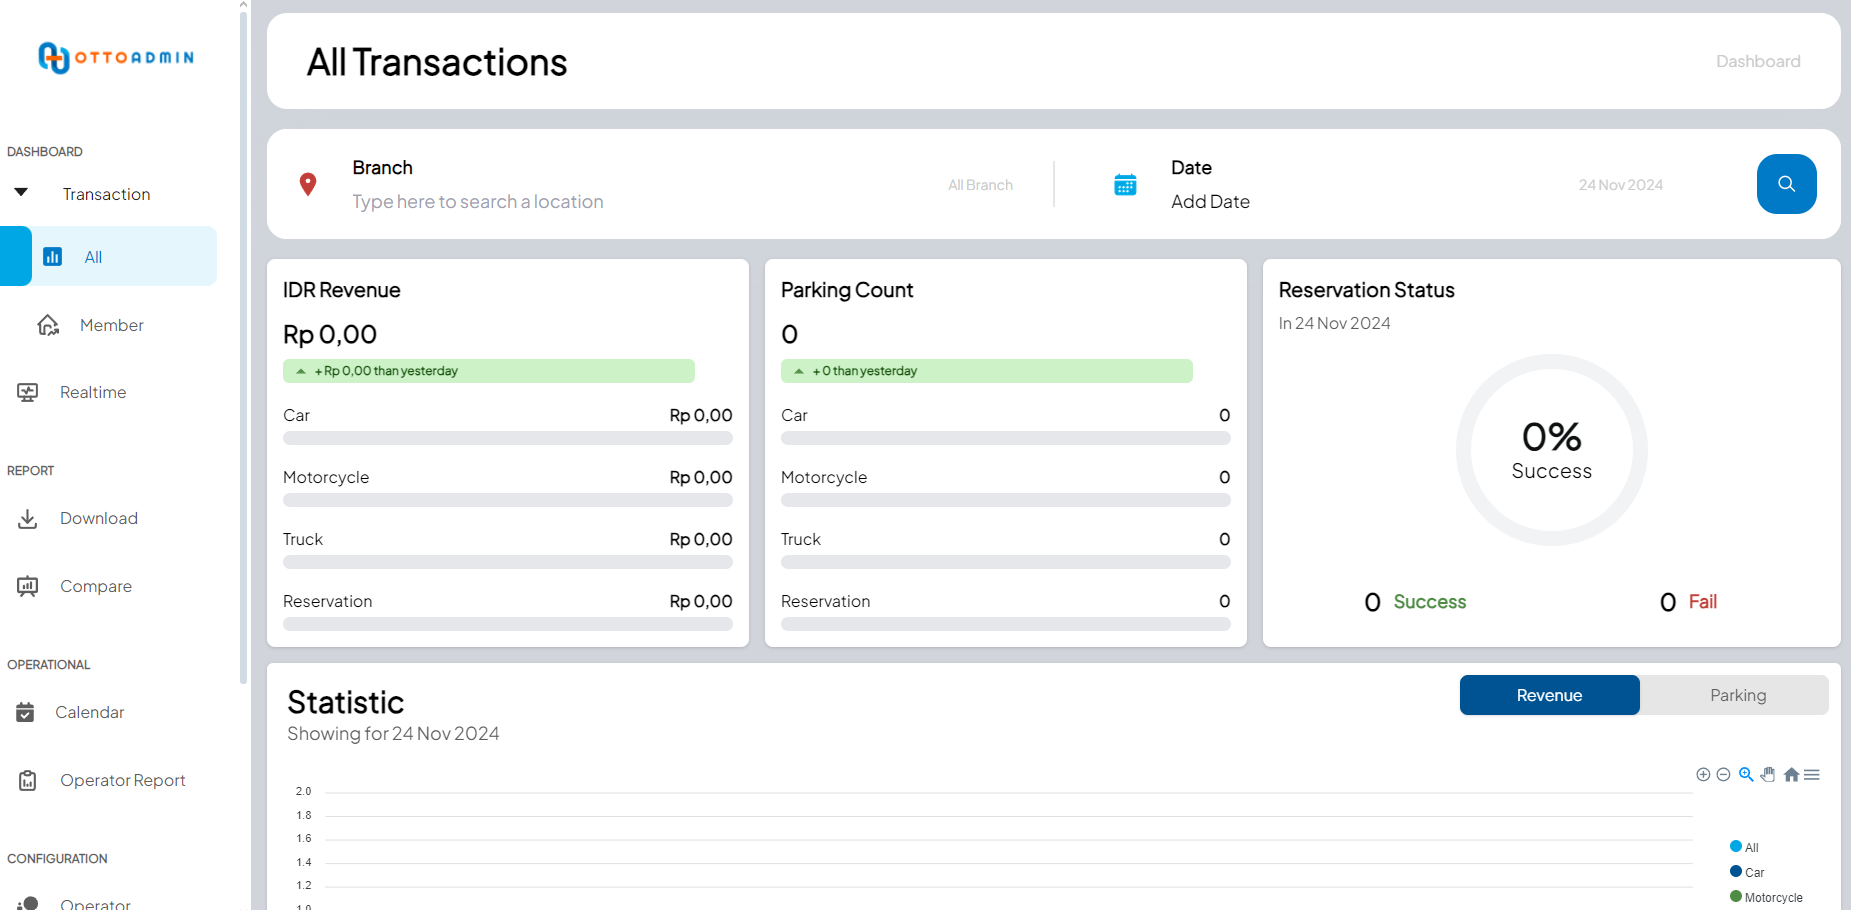 OTTOADMIN
DASHBOARD
Transaction
All
Member
Realtime
REPORT
Download
Compare
OPERATIONAL
Calendar
Operator Report
CONFIGURATION
Operator
All Transactions
Dashboard
Branch
Type here to search a location
All Branch
Date
Add Date
24 Nov 2024
IDR Revenue
Rp 0,00
+ Rp 0,00 than yesterday
Car Rp 0,00
Motorcycle Rp 0,00
Truck Rp 0,00
Reservation Rp 0,00
Parking Count
0
+ 0 than yesterday
Car 0
Motorcycle 0
Truck 0
Reservation 0
Reservation Status
In 24 Nov 2024
0%
Success
0 Success
0 Fail
Statistic
Showing for 24 Nov 2024
Revenue
Parking
2.0
1.8
1.6
1.4
1.2
1.0
All
Car
Motorcycle